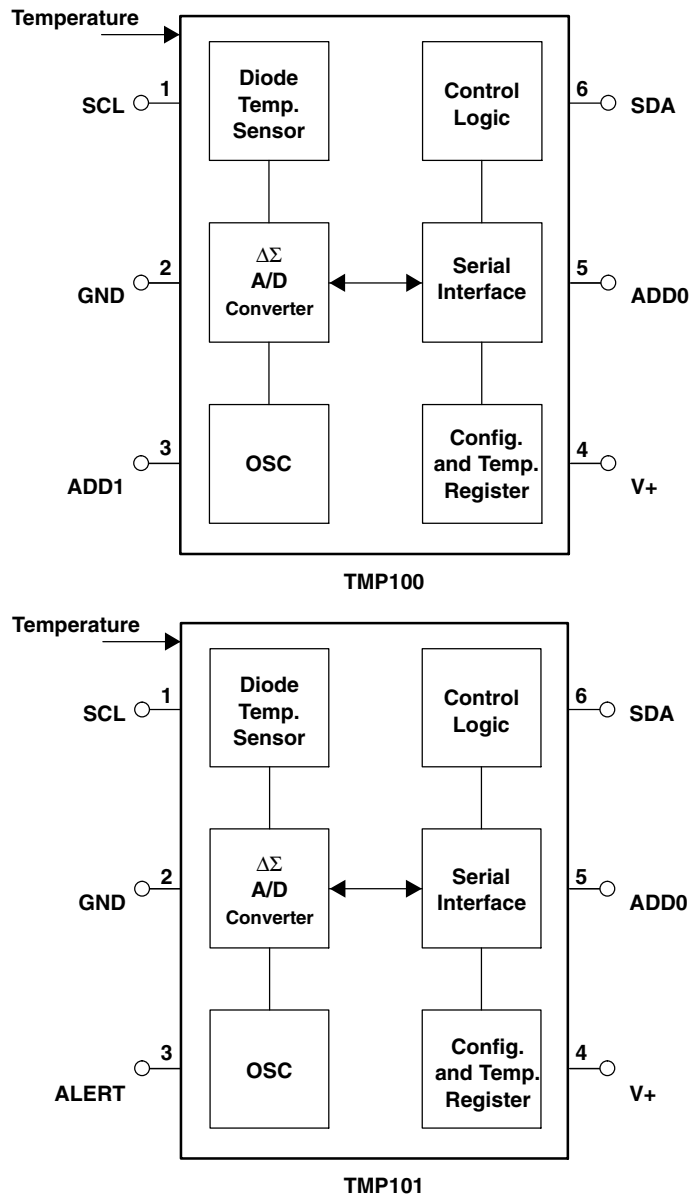 Temperature
SCL
1
Diode
Temp.
Sensor
Control
Logic
6
SDA
GND
2
ΔΣ
A/D
Converter
Serial
Interface
5
ADD0
ADD1
3
OSC
Config.
and Temp.
Register
4
V+
TMP100
Temperature
SCL
1
Diode
Temp.
Sensor
Control
Logic
6
SDA
GND
2
ΔΣ
A/D
Converter
Serial
Interface
5
ADD0
ALERT
3
OSC
Config.
and Temp.
Register
4
V+
TMP101